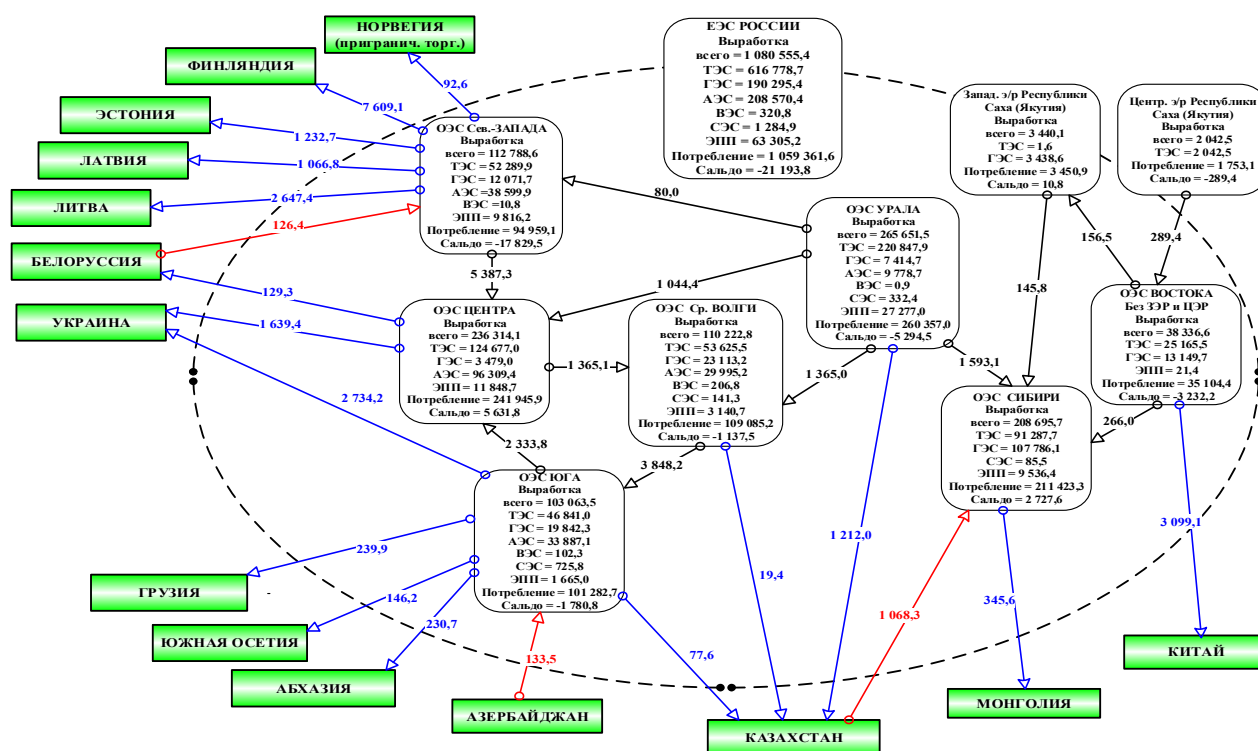 НОРВЕГИЯ
(пригранич. торг.)
ФИНЛЯНДИЯ
ЭСТОНИЯ
ЛАТВИЯ
ЛИТВА
БЕЛОРУССИЯ
УКРАИНА
92,6
7 609,1
1 232,7
1 066,8
2 647,4
126,4
129,3
1 639,4
2 734,2
ЕЭС РОССИИ
Выработка
всего = 1 080 555,4
ТЭС = 616 778,7
ГЭС = 190 295,4
АЭС = 208 570,4
ВЭС = 320,8
СЭС = 1 284,9
ЭПП = 63 305,2
Потребление = 1 059 361,6
Сальдо = -21 193,8
ОЭС Сев.-ЗАПАДА
Выработка
всего = 112 788,6
ТЭС = 52 289,9
ГЭС = 12 071,7
АЭС =38 599,9
ВЭС =10,8
ЭПП = 9 816,2
Потребление = 94 959,1
Сальдо = -17 829,5
Запад. э/р Республики
Саха (Якутия)
Выработка
всего = 3 440,1
ТЭС = 1,6
ГЭС = 3 438,6
Потребление = 3 450,9
Сальдо = 10,8
Центр. э/р Республики
Саха (Якутия)
Выработка
всего = 2 042,5
ТЭС = 2 042,5
Потребление = 1 753,1
Сальдо = -289,4
80,0
5 387,3
1 044,4
156,5
289,4
145,8
ОЭС УРАЛА
Выработка
всего = 265 651,5
ТЭС = 220 847,9
ГЭС = 7 414,7
АЭС = 9 778,7
ВЭС = 0,9
СЭС = 332,4
ЭПП = 27 277,0
Потребление = 260 357,0
Сальдо = -5 294,5
ОЭС ЦЕНТРА
Выработка
всего = 236 314,1
ТЭС = 124 677,0
ГЭС = 3 479,0
АЭС = 96 309,4
ЭПП = 11 848,7
Потребление = 241 945,9
Сальдо = 5 631,8
1 365,1
ОЭС Ср. ВОЛГИ
Выработка
всего = 110 222,8
ТЭС = 53 625,5
ГЭС = 23 113,2
АЭС = 29 995,2
ВЭС = 206,8
СЭС = 141,3
ЭПП = 3 140,7
Потребление = 109 085,2
Сальдо = -1 137,5
ОЭС ВОСТОКА
Без ЗЭР и ЦЭР
Выработка
всего = 38 336,6
ТЭС = 25 165,5
ГЭС = 13 149,7
ЭПП = 21,4
Потребление = 35 104,4
Сальдо = -3 232,2
1 365,0
1 593,1
266,0
ОЭС СИБИРИ
Выработка
всего = 208 695,7
ТЭС = 91 287,7
ГЭС = 107 786,1
СЭС = 85,5
ЭПП = 9 536,4
Потребление = 211 423,3
Сальдо = 2 727,6
2 333,8
3 848,2
ОЭС ЮГА
Выработка
всего = 103 063,5
ТЭС = 46 841,0
ГЭС = 19 842,3
АЭС = 33 887,1
ВЭС = 102,3
СЭС = 725,8
ЭПП = 1 665,0
Потребление = 101 282,7
Сальдо = -1 780,8
239,9
146,2
230,7
133,5
77,6
19,4
1 212,0
1 068,3
345,6
3 099,1
ГРУЗИЯ
-
ЮЖНАЯ ОСЕТИЯ
АБХАЗИЯ
АЗЕРБАЙДЖАН
КАЗАХСТАН
МОНГОЛИЯ
КИТАЙ